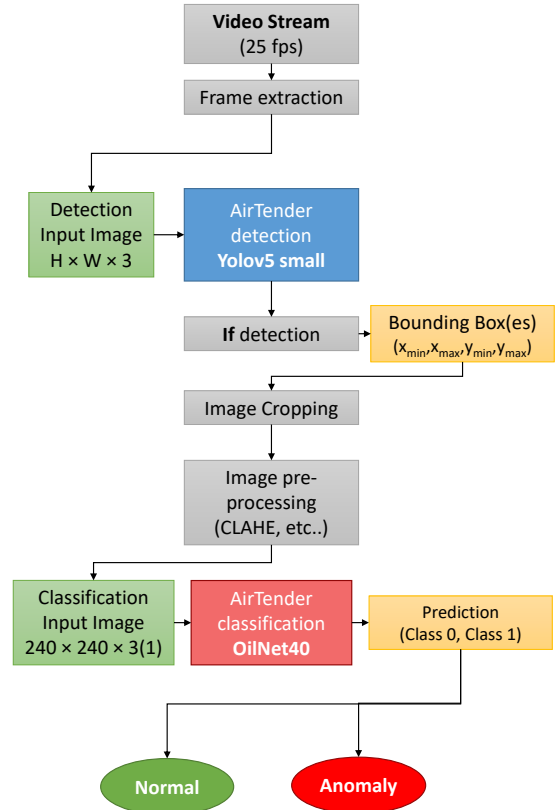 Video Stream
(25 fps)
Frame extraction
Detection
Input Image
H × W × 3
AirTender
detection
Yolov5 small
If detection
Bounding Box(es)
(xmin,xmax,ymin,ymax)
Image Cropping
Image pre-
processing
(CLAHE, etc..)
Classification
Input Image
240 × 240 × 3(1)
AirTender
classification
OilNet40
Prediction
(Class 0, Class 1)
Normal
Anomaly